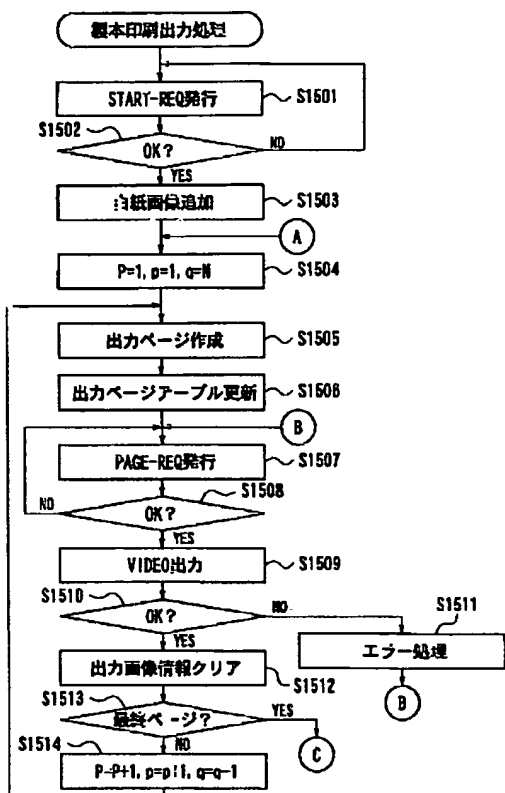 製本印刷出力処理
START-REQ発行
S1501
S1502
OK?
NO
YES
白紙画像追加
S1503
A
P=1, p=1, q=N
S1504
出力ページ作成
S1505
出力ページテーブル更新
S1506
B
PAGE-REQ発行
S1507
S1508
NO
OK?
YES
VIDEO出力
S1509
S1510
OK?
NO
S1511
YES
エラー処理
B
出力画像情報クリア
S1512
S1513
最終ページ?
YES
C
S1514
NO
P=P+1, p=p+1, q=q-1